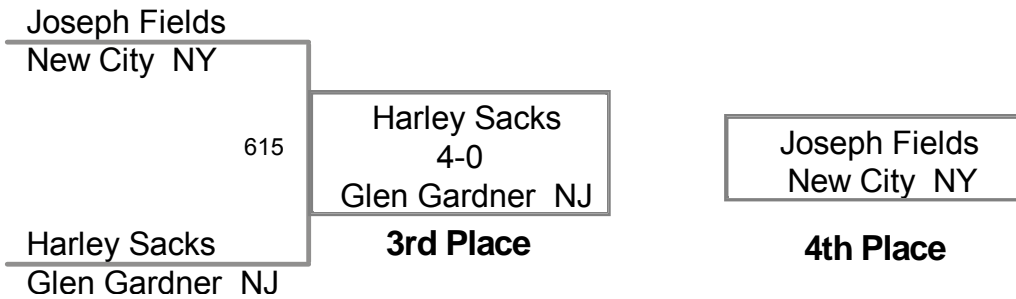 Joseph Fields
New City NY
615
Harley Sacks
4-0
Glen Gardner NJ
3rd Place
Harley Sacks
Glen Gardner NJ
Joseph Fields
New City NY
4th Place